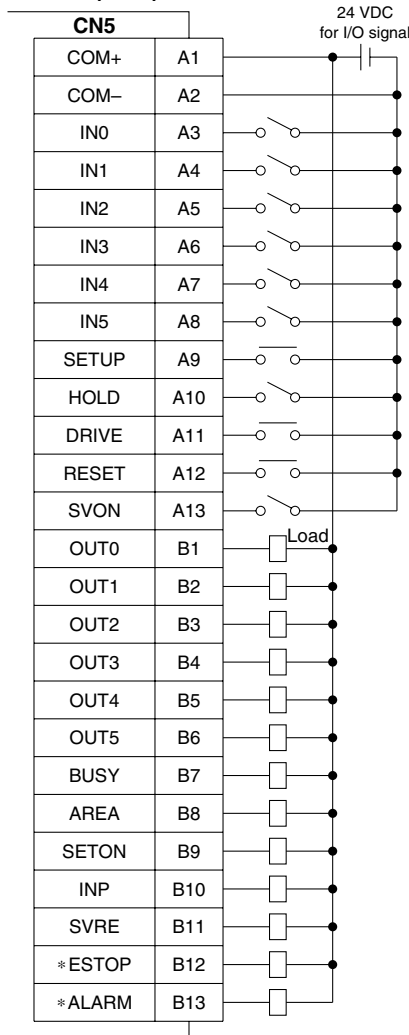 24 VDC
for I/O signal
CN5
COM+ A1
COM– A2
IN0 A3
IN1 A4
IN2 A5
IN3 A6
IN4 A7
IN5 A8
SETUP A9
HOLD A10
DRIVE A11
RESET A12
SVON A13
OUT0 B1 Load
OUT1 B2
OUT2 B3
OUT3 B4
OUT4 B5
OUT5 B6
BUSY B7
AREA B8
SETON B9
INP B10
SVRE B11
*ESTOP B12
*ALARM B13